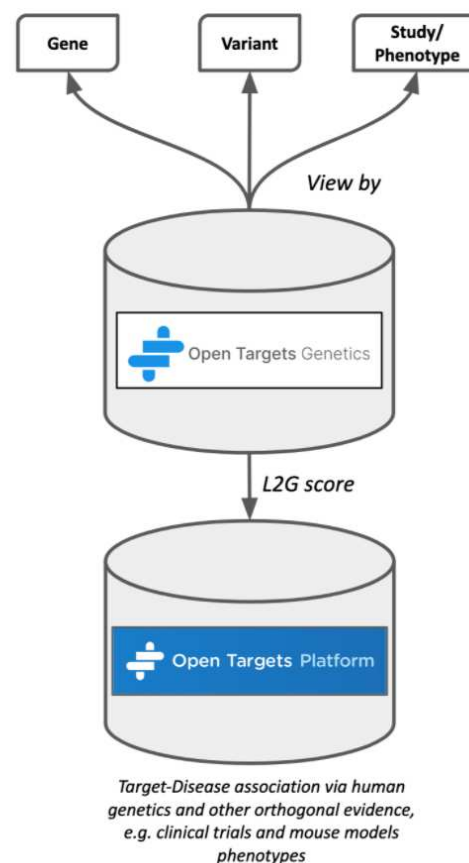 Gene
Variant
Study/
Phenotype
View by
Open Targets Genetics
L2G score
Open Targets Platform
Target-Disease association via human
genetics and other orthogonal evidence,
e.g. clinical trials and mouse models
phenotypes